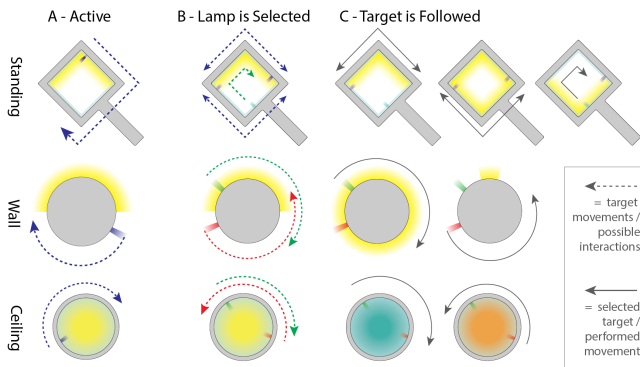 A - Active
B - Lamp is Selected
C - Target is Followed
Standing
Wall
Ceiling
= target
movements /
possible
interactions
= selected
target /
performed
movement